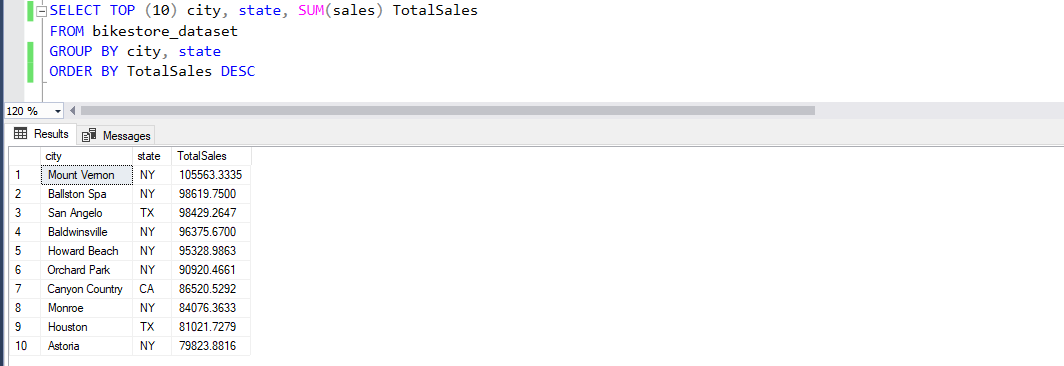 SELECT TOP (10) city, state, SUM(sales) TotalSales
FROM bikestore_dataset
GROUP BY city, state
ORDER BY TotalSales DESC
120 %
Results Messages
city state TotalSales
1 Mount Vernon NY 105563.3335
2 Ballston Spa NY 98619.7500
3 San Angelo TX 98429.2647
4 Baldwinsville NY 96375.6700
5 Howard Beach NY 95328.9863
6 Orchard Park NY 90920.4661
7 Canyon Country CA 86520.5292
8 Monroe NY 84076.3633
9 Houston TX 81021.7279
10 Astoria NY 79823.8816